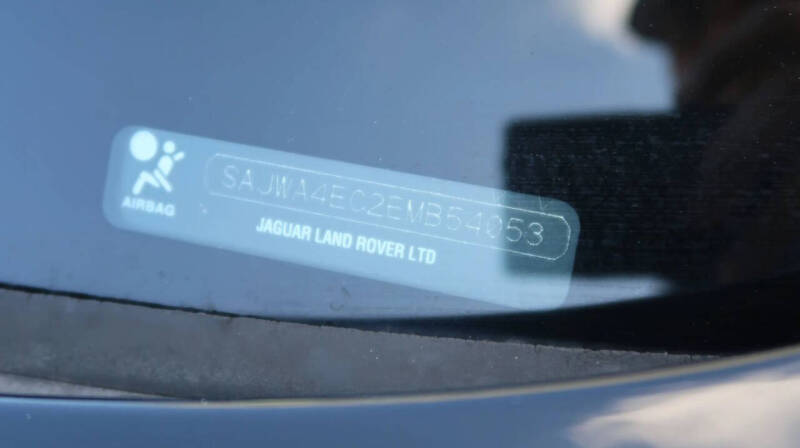 SAJWA4EC2EMB54053
AIRBAG
JAGUAR LAND ROVER LTD